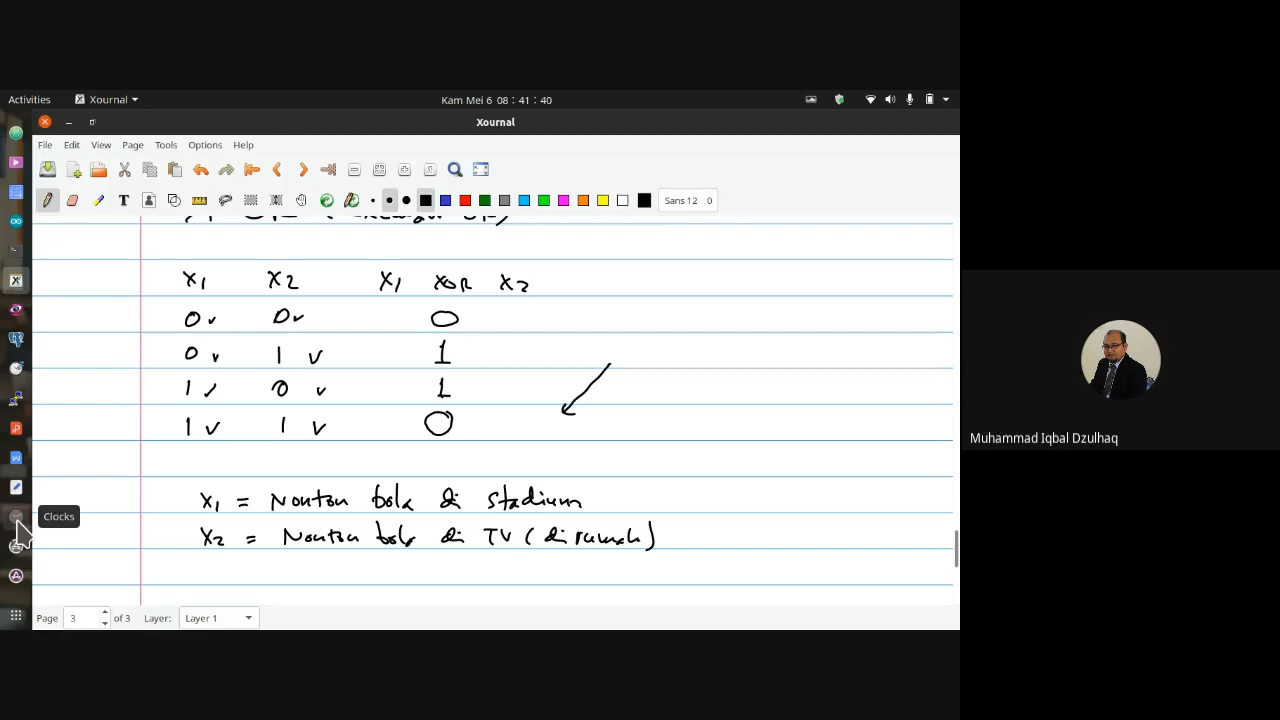 Activities Xournal Kam Mei 6 08:41:40
Xournal
File Edit View Page Tools Options Help
Sans 12 0
x1 x2 x1 XOR x2
0 v 0 v 0
0 v 1 v 1
1 ✓ 0 v 1
1 v 1 v 0
x1 = Nonton bola di stadium
x2 = Nonton bola di TV (di rumah)
Clocks
Page 3 of 3 Layer: Layer 1
Muhammad Iqbal Dzulhaq